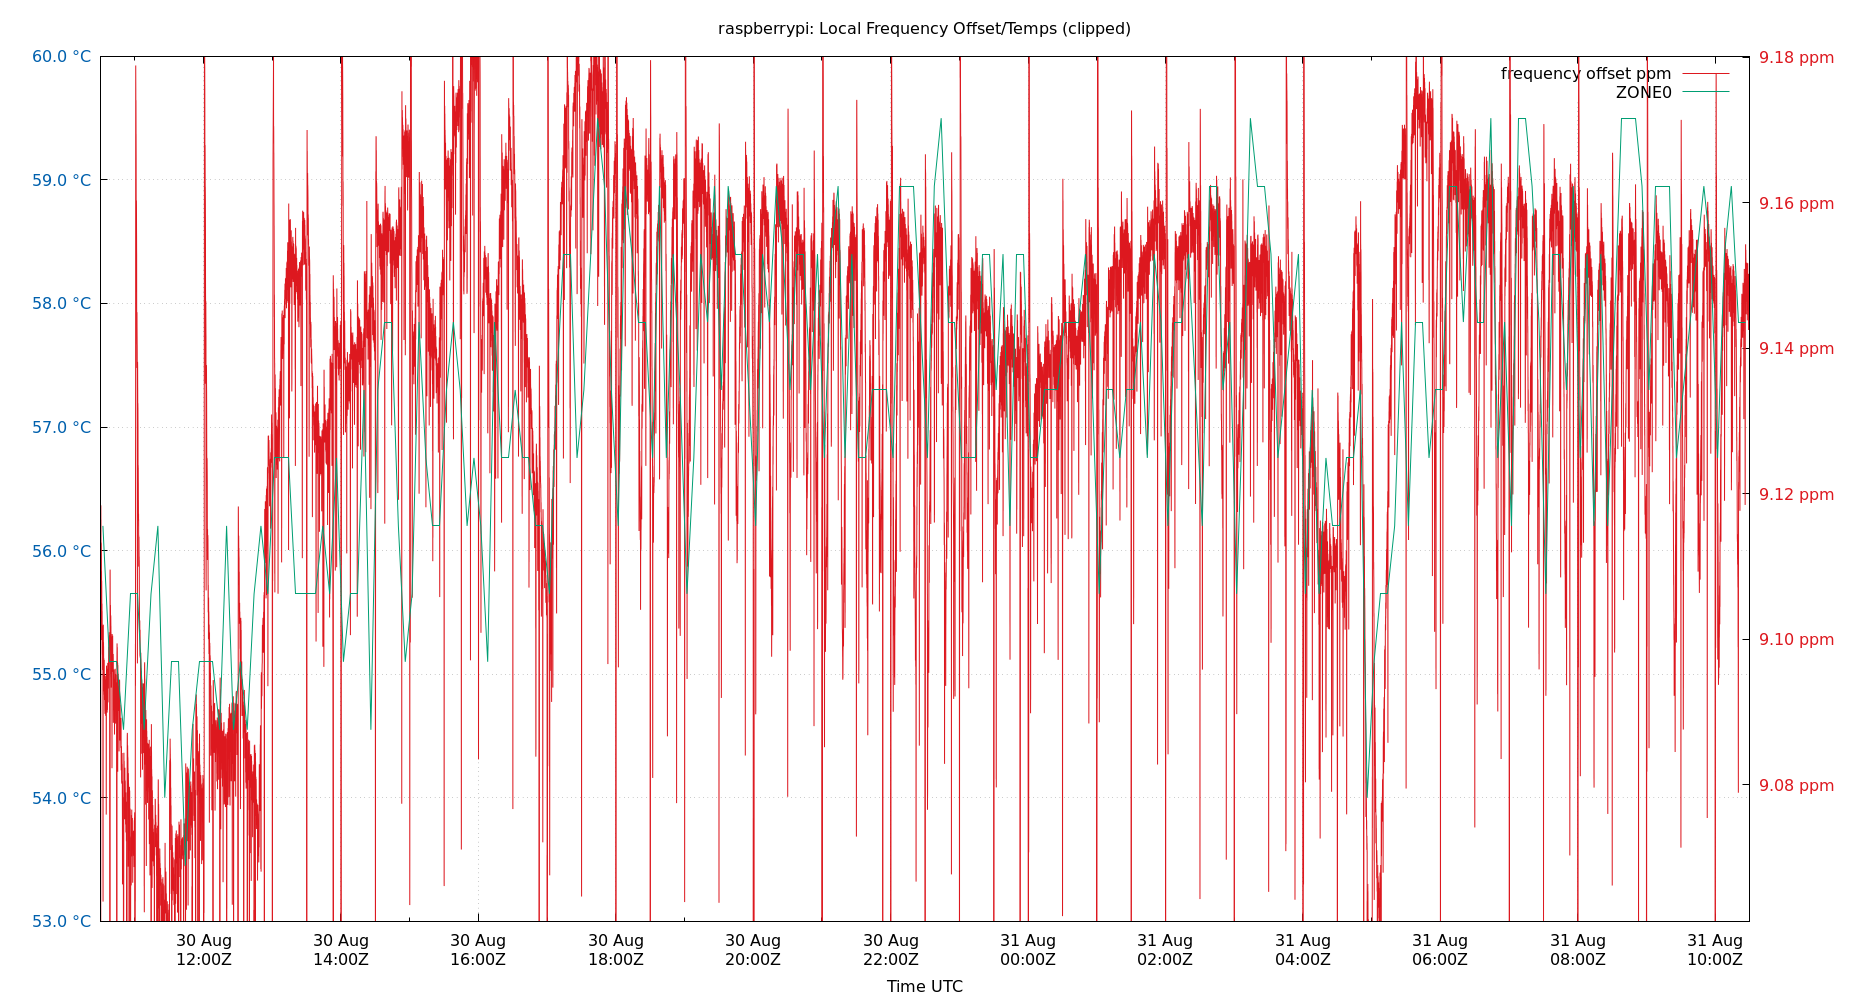 raspberrypi: Local Frequency Offset/Temps (clipped)
60.0 °C
59.0 °C
58.0 °C
57.0 °C
56.0 °C
55.0 °C
54.0 °C
53.0 °C
9.18 ppm
9.16 ppm
9.14 ppm
9.12 ppm
9.10 ppm
9.08 ppm
frequency offset ppm
ZONE0
30 Aug
12:00Z
30 Aug
14:00Z
30 Aug
16:00Z
30 Aug
18:00Z
30 Aug
20:00Z
30 Aug
22:00Z
31 Aug
00:00Z
31 Aug
02:00Z
31 Aug
04:00Z
31 Aug
06:00Z
31 Aug
08:00Z
31 Aug
10:00Z
Time UTC